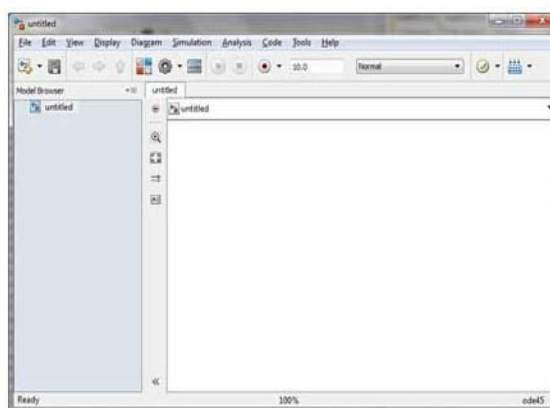 untitled
File Edit View Display Diagram Simulation Analysis Code Tools Help
10.0 Normal
Model Browser untitled
untitled untitled
Ready 100% ode45